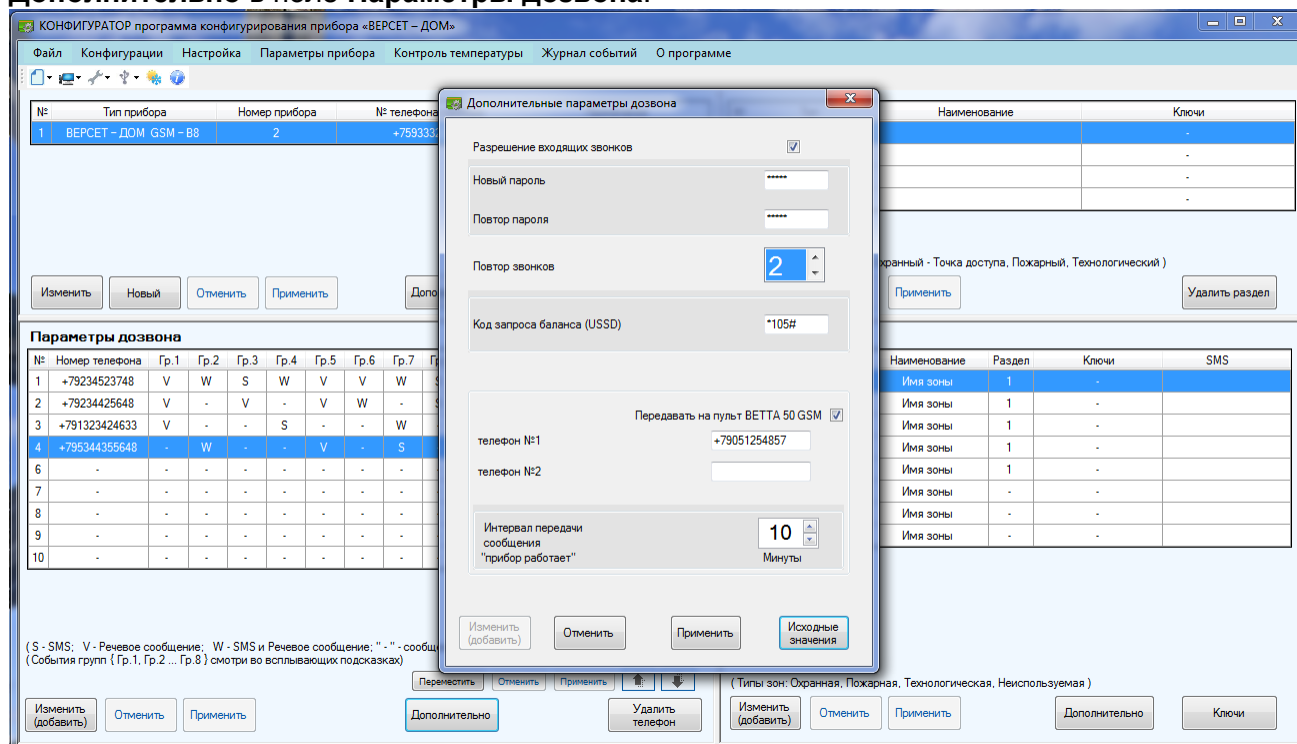 Дополнительно в поле Параметры дозвона.
КОНФИГУРАТОР программа конфигурирования прибора «ВЕРСЕТ – ДОМ»
Файл Конфигурации Настройка Параметры прибора Контроль температуры Журнал событий О программе
№ Тип прибора Номер прибора № телефона
1 ВЕРСЕТ – ДОМ GSM – B8 2 +7593332
Изменить Новый Отменить Применить
Наименование Ключи
-
-
-
-
хранный - Точка доступа, Пожарный, Технологический )
Применить Удалить раздел
Дополнительные параметры дозвона
Разрешение входящих звонков
Новый пароль *****
Повтор пароля *****
Повтор звонков 2
Код запроса баланса (USSD) *105#
Передавать на пульт ВЕТТА 50 GSM
телефон №1 +79051254857
телефон №2
Интервал передачи
сообщения
"прибор работает"
10
Минуты
Изменить
(добавить)
Отменить Применить
Исходные
значения
Параметры дозвона
№ Номер телефона Гр.1 Гр.2 Гр.3 Гр.4 Гр.5 Гр.6 Гр.7
1 +79234523748 V W S W V V W
2 +79234425648 V - V - V W -
3 +791323424633 V - - S - - W
4 +795344355648 - W - - V - S
6 - - - - - - - -
7 - - - - - - - -
8 - - - - - - - -
9 - - - - - - - -
10 - - - - - - - -
( S - SMS; V - Речевое сообщение; W - SMS и Речевое сообщение; " - " - сообщ
( События групп { Гр.1, Гр.2 ... Гр.8 } смотри во всплывающих подсказках)
Переместить Отменить Применить
Изменить
(добавить)
Отменить Применить Дополнительно
Удалить
телефон
Наименование Раздел Ключи SMS
Имя зоны 1 -
Имя зоны 1 -
Имя зоны 1 -
Имя зоны 1 -
Имя зоны 1 -
Имя зоны - -
Имя зоны - -
Имя зоны - -
( Типы зон: Охранная, Пожарная, Технологическая, Неиспользуемая )
Изменить
(добавить)
Отменить Применить Дополнительно Ключи